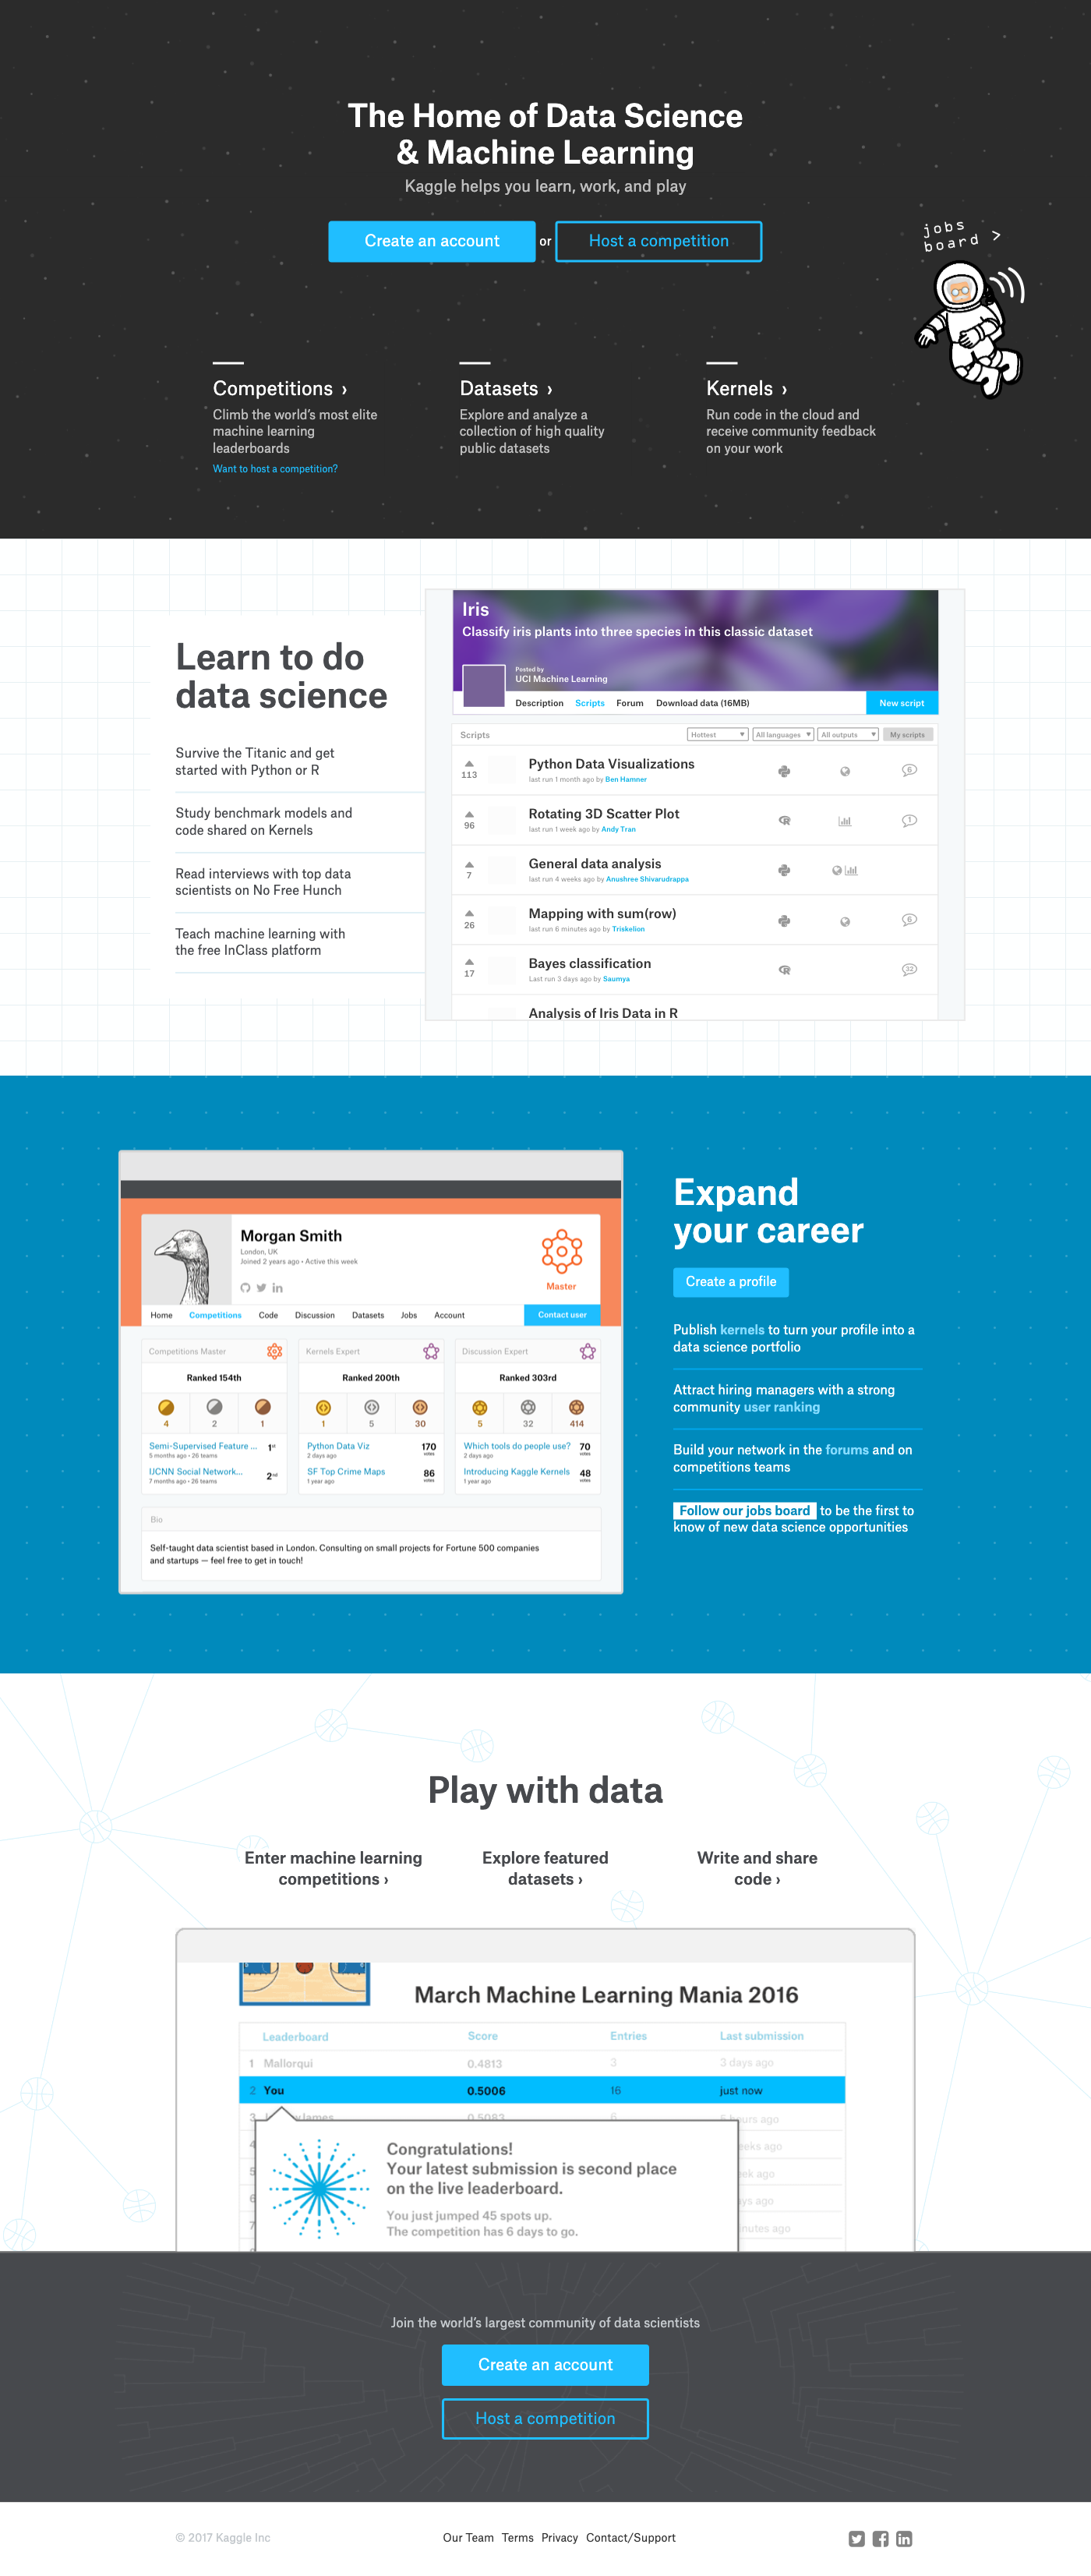 The Home of Data Science
& Machine Learning
Kaggle helps you learn, work, and play
Create an account or Host a competition
jobs
board >
Competitions ›
Climb the world's most elite
machine learning
leaderboards
Want to host a competition?
Datasets ›
Explore and analyze a
collection of high quality
public datasets
Kernels ›
Run code in the cloud and
receive community feedback
on your work
Learn to do
data science
Survive the Titanic and get
started with Python or R
Study benchmark models and
code shared on Kernels
Read interviews with top data
scientists on No Free Hunch
Teach machine learning with
the free InClass platform
Iris
Classify iris plants into three species in this classic dataset
Posted by
UCI Machine Learning
Description Scripts Forum Download data (16MB) New script
Scripts Hottest All languages All outputs My scripts
113 Python Data Visualizations 6
last run 1 month ago by Ben Hamner
96 Rotating 3D Scatter Plot 1
last run 1 week ago by Andy Tran
7 General data analysis
last run 4 weeks ago by Anushree Shivarudrappa
26 Mapping with sum(row) 6
last run 6 minutes ago by Triskelion
17 Bayes classification 32
Last run 3 days ago by Saumya
Analysis of Iris Data in R
Morgan Smith
London, UK
Joined 2 years ago • Active this week
Master
Home Competitions Code Discussion Datasets Jobs Account Contact user
Competitions Master
Ranked 154th
4 2 1
Semi-Supervised Feature ... 1st
5 months ago • 26 teams
IJCNN Social Network... 2nd
7 months ago • 26 teams
Kernels Expert
Ranked 200th
1 5 30
Python Data Viz 170
2 days ago votes
SF Top Crime Maps 86
1 year ago votes
Discussion Expert
Ranked 303rd
5 32 414
Which tools do people use? 70
2 days ago votes
Introducing Kaggle Kernels 48
1 year ago votes
Bio
Self-taught data scientist based in London. Consulting on small projects for Fortune 500 companies
and startups — feel free to get in touch!
Expand
your career
Create a profile
Publish kernels to turn your profile into a
data science portfolio
Attract hiring managers with a strong
community user ranking
Build your network in the forums and on
competitions teams
Follow our jobs board to be the first to
know of new data science opportunities
Play with data
Enter machine learning
competitions ›
Explore featured
datasets ›
Write and share
code ›
March Machine Learning Mania 2016
Leaderboard Score Entries Last submission
1 Mallorqui 0.4813 3 3 days ago
2 You 0.5006 16 just now
3 James 0.5083 6 hours ago
4 ago
5 ago
6 ago
7 ago
Congratulations!
Your latest submission is second place
on the live leaderboard.
You just jumped 45 spots up.
The competition has 6 days to go.
Join the world's largest community of data scientists
Create an account
Host a competition
© 2017 Kaggle Inc Our Team Terms Privacy Contact/Support